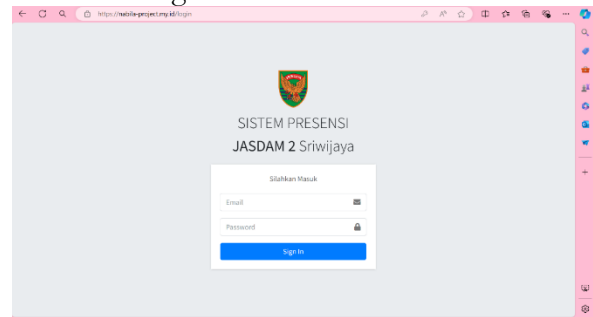 https://nabila-project.my.id/login
SISTEM PRESENSI
JASDAM 2 Sriwijaya
Silahkan Masuk
Email
Password
Sign In